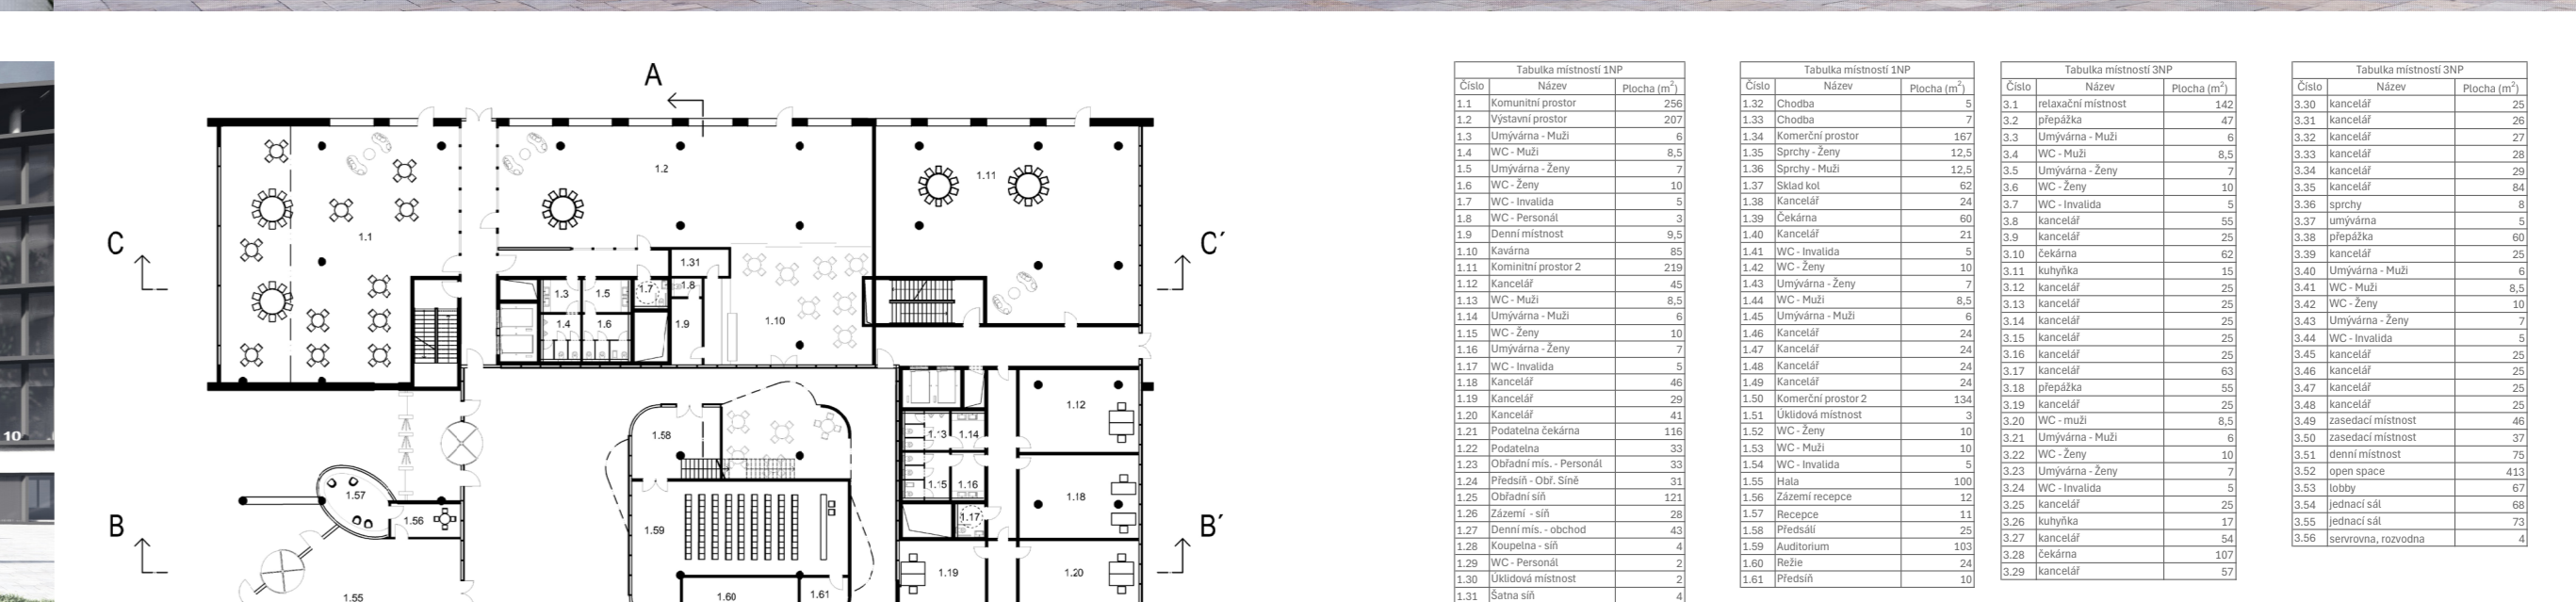 A
C
C´
B
B´
10
1.1
1.2
1.11
1.31
1.3
1.5
1.7
1.8
1.4
1.6
1.9
1.10
1.12
1.58
1.13
1.14
1.57
1.15
1.16
1.18
1.56
1.17
1.59
1.19
1.20
1.55
1.60
1.61
Tabulka místností 1NP
Číslo Název Plocha (m²)
1.1 Komunitní prostor 256
1.2 Výstavní prostor 207
1.3 Umývárna - Muži 6
1.4 WC - Muži 8,5
1.5 Umývárna - Ženy 7
1.6 WC - Ženy 10
1.7 WC - Invalida 5
1.8 WC - Personál 3
1.9 Denní místnost 9,5
1.10 Kavárna 85
1.11 Kominitní prostor 2 219
1.12 Kancelář 45
1.13 WC - Muži 8,5
1.14 Umývárna - Muži 6
1.15 WC - Ženy 10
1.16 Umývárna - Ženy 7
1.17 WC - Invalida 5
1.18 Kancelář 46
1.19 Kancelář 29
1.20 Kancelář 41
1.21 Podatelna čekárna 116
1.22 Podatelna 33
1.23 Obřadní mís. - Personál 33
1.24 Předsíň - Obř. Síně 31
1.25 Obřadní síň 121
1.26 Zázemí - síň 28
1.27 Denní mís. - obchod 43
1.28 Koupelna - síň 4
1.29 WC - Personál 2
1.30 Úklidová místnost 2
1.31 Šatna síň 4
Tabulka místností 1NP
Číslo Název Plocha (m²)
1.32 Chodba 5
1.33 Chodba 7
1.34 Komerční prostor 167
1.35 Sprchy - Ženy 12,5
1.36 Sprchy - Muži 12,5
1.37 Sklad kol 62
1.38 Kancelář 24
1.39 Čekárna 60
1.40 Kancelář 21
1.41 WC - Invalida 5
1.42 WC - Ženy 10
1.43 Umývárna - Ženy 7
1.44 WC - Muži 8,5
1.45 Umývárna - Muži 6
1.46 Kancelář 24
1.47 Kancelář 24
1.48 Kancelář 24
1.49 Kancelář 24
1.50 Komerční prostor 2 134
1.51 Úklidová místnost 3
1.52 WC - Ženy 10
1.53 WC - Muži 10
1.54 WC - Invalida 5
1.55 Hala 100
1.56 Zázemí recepce 12
1.57 Recepce 11
1.58 Předsálí 25
1.59 Auditorium 103
1.60 Režie 24
1.61 Předsíň 10
Tabulka místností 3NP
Číslo Název Plocha (m²)
3.1 relaxační místnost 142
3.2 přepážka 47
3.3 Umývárna - Muži 6
3.4 WC - Muži 8,5
3.5 Umývárna - Ženy 7
3.6 WC - Ženy 10
3.7 WC - Invalida 5
3.8 kancelář 55
3.9 kancelář 25
3.10 čekárna 62
3.11 kuhyňka 15
3.12 kancelář 25
3.13 kancelář 25
3.14 kancelář 25
3.15 kancelář 25
3.16 kancelář 25
3.17 kancelář 63
3.18 přepážka 55
3.19 kancelář 25
3.20 WC - muži 8,5
3.21 Umývárna - Muži 6
3.22 WC - Ženy 10
3.23 Umývárna - Ženy 7
3.24 WC - Invalida 5
3.25 kancelář 25
3.26 kuhyňka 17
3.27 kancelář 54
3.28 čekárna 107
3.29 kancelář 57
Tabulka místností 3NP
Číslo Název Plocha (m²)
3.30 kancelář 25
3.31 kancelář 26
3.32 kancelář 27
3.33 kancelář 28
3.34 kancelář 29
3.35 kancelář 84
3.36 sprchy 8
3.37 umývárna 5
3.38 přepážka 60
3.39 kancelář 25
3.40 Umývárna - Muži 6
3.41 WC - Muži 8,5
3.42 WC - Ženy 10
3.43 Umývárna - Ženy 7
3.44 WC - Invalida 5
3.45 kancelář 25
3.46 kancelář 25
3.47 kancelář 25
3.48 kancelář 25
3.49 zasedací místnost 46
3.50 zasedací místnost 37
3.51 denní místnost 75
3.52 open space 413
3.53 lobby 67
3.54 jednací sál 68
3.55 jednací sál 73
3.56 servrovna, rozvodna 4